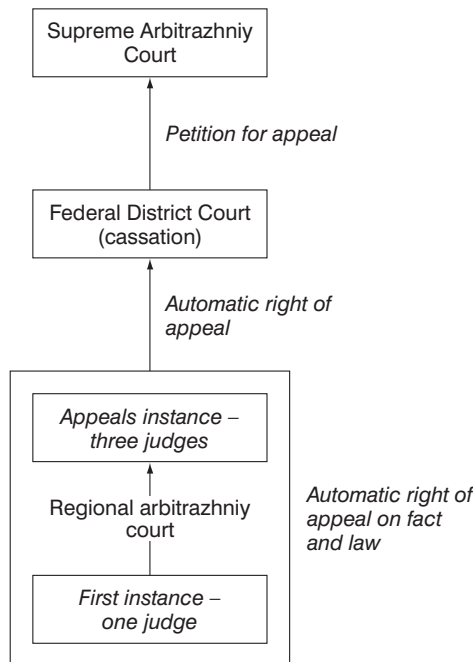 Supreme Arbitrazhniy
Court
Petition for appeal
Federal District Court
(cassation)
Automatic right of
appeal
Appeals instance –
three judges
Regional arbitrazhniy
court
Automatic right of
appeal on fact
and law
First instance –
one judge